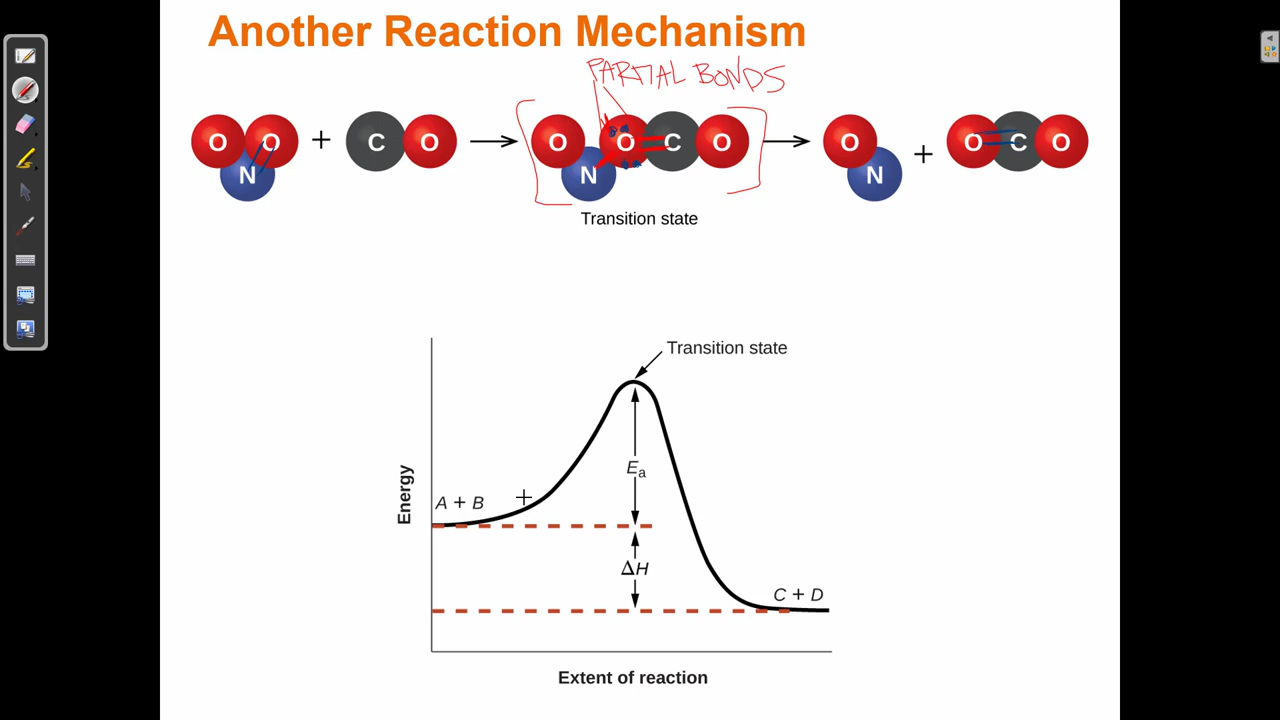 Another Reaction Mechanism
PARTIAL BONDS
O O N + C O O N O C O O N + O C O
Transition state
Transition state
Energy
A + B
Ea
ΔH
C + D
Extent of reaction